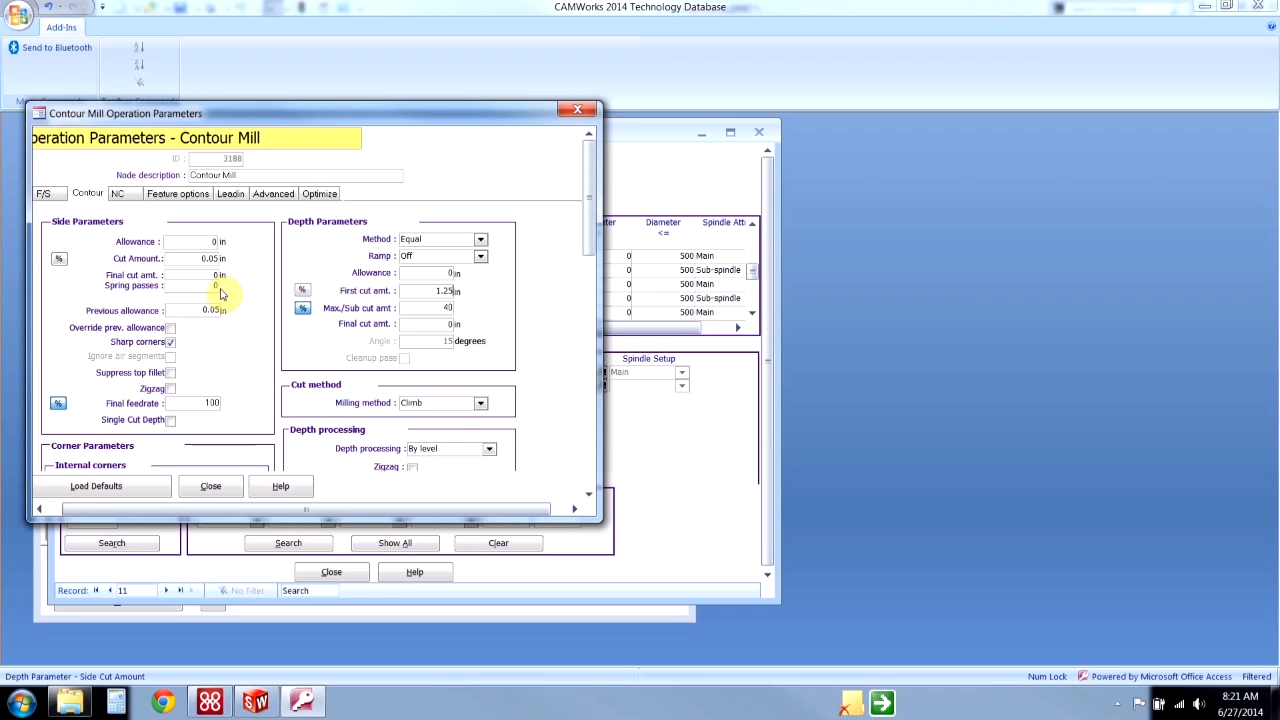 CAMWorks 2014 Technology Database
Add-Ins
Send to Bluetooth
Contour Mill Operation Parameters
peration Parameters - Contour Mill
ID : 3188
Node description : Contour Mill
F/S Contour NC Feature options Leadin Advanced Optimize
Side Parameters
Allowance : 0 in
% Cut Amount. : 0.05 in
Final cut amt. : 0 in
Spring passes : 0
Previous allowance : 0.05 in
Override prev. allowance
Sharp corners
Ignore air segments
Suppress top fillet
Zigzag
% Final feedrate : 100
Single Cut Depth
Corner Parameters
Internal corners
Depth Parameters
Method : Equal
Ramp : Off
Allowance : 0 in
% First cut amt. : 1.25 in
% Max./Sub cut amt : 40
Final cut amt. : 0 in
Angle : 15 degrees
Cleanup pass
Cut method
Milling method : Climb
Depth processing
Depth processing : By level
Zigzag :
Load Defaults Close Help
Diameter Spindle Att
<=
0 500 Main
0 500 Sub-spindle
0 500 Main
0 500 Sub-spindle
0 500 Main
Spindle Setup
Main
Search Search Show All Clear
Close Help
Record: 11 No Filter Search
Depth Parameter - Side Cut Amount Num Lock Powered by Microsoft Office Access Filtered
8:21 AM
6/27/2014